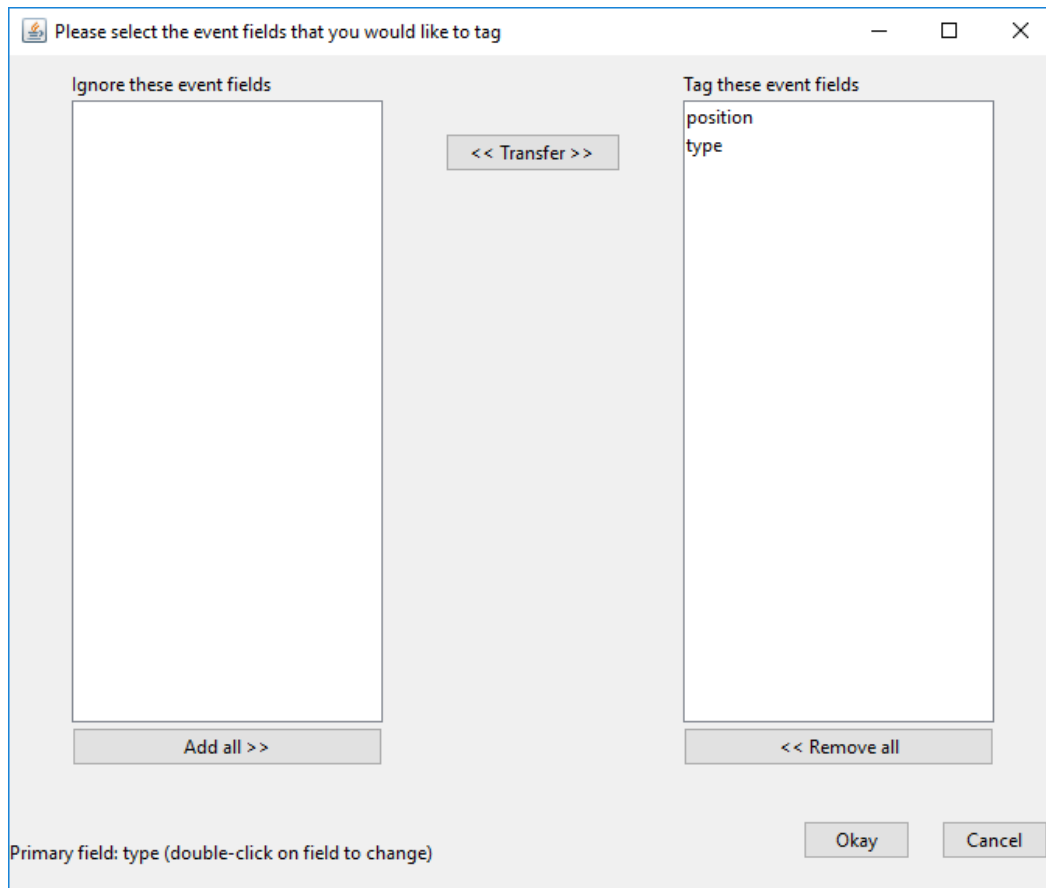 Please select the event fields that you would like to tag
Ignore these event fields
Tag these event fields
position
type
<< Transfer >>
Add all >>
<< Remove all
Okay
Cancel
Primary field: type (double-click on field to change)